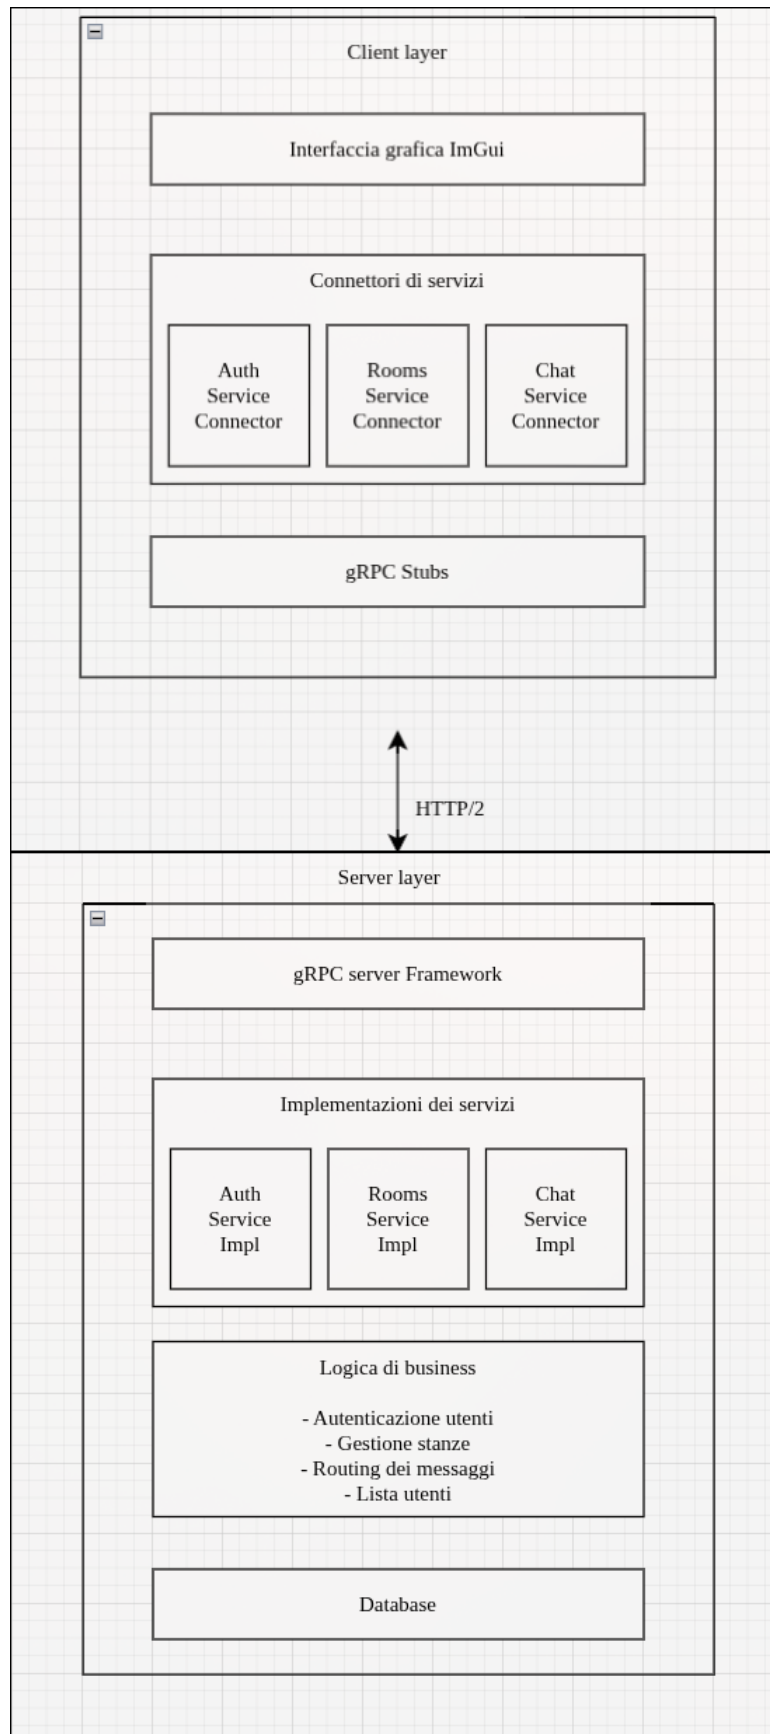 Client layer
Interfaccia grafica ImGui
Connettori di servizi
Auth
Service
Connector
Rooms
Service
Connector
Chat
Service
Connector
gRPC Stubs
HTTP/2
Server layer
gRPC server Framework
Implementazioni dei servizi
Auth
Service
Impl
Rooms
Service
Impl
Chat
Service
Impl
Logica di business
- Autenticazione utenti
- Gestione stanze
- Routing dei messaggi
- Lista utenti
Database